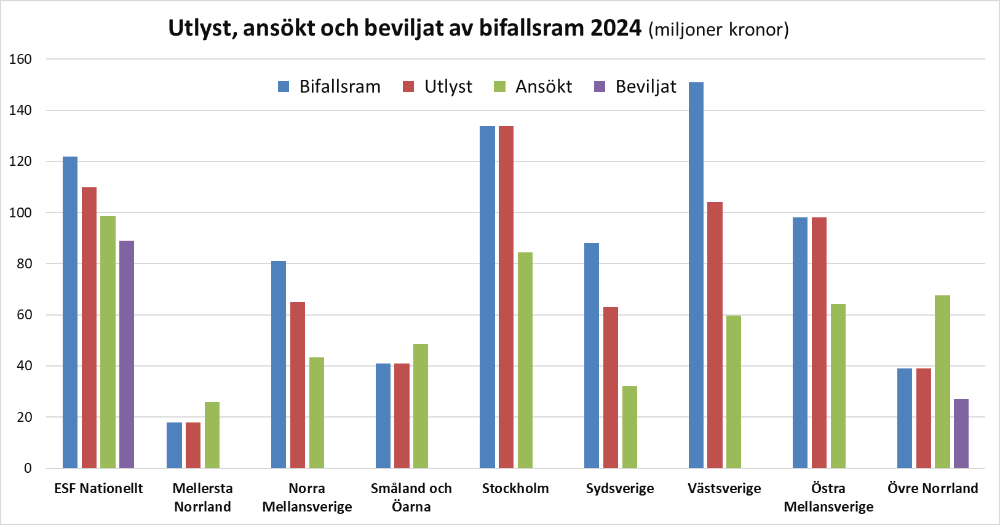 Utlyst, ansökt och beviljat av bifallsram 2024 (miljoner kronor)
160
Bifallsram Utlyst Ansökt Beviljat
140
120
100
80
60
40
20
0
ESF Nationellt
Mellersta
Norrland
Norra
Mellansverige
Småland och
Öarna
Stockholm
Sydsverige
Västsverige
Östra
Mellansverige
Övre Norrland